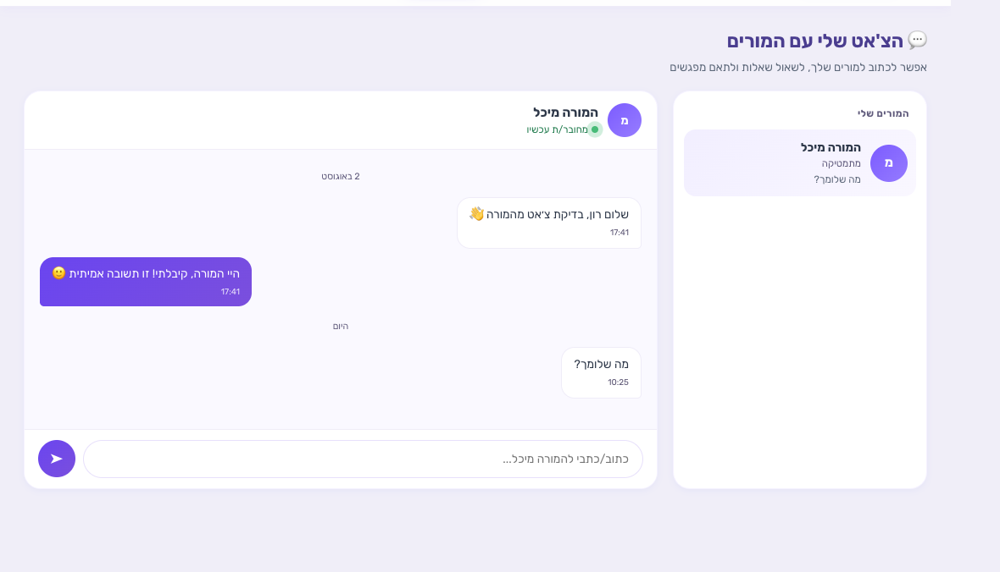 💬 הצ'אט שלי עם המורים
אפשר לכתוב למורים שלך, לשאול שאלות ולתאם מפגשים
המורים שלי
מ
המורה מיכל
מתמטיקה
מה שלומך?
מ
המורה מיכל
מחובר/ת עכשיו
2 באוגוסט
שלום רון, בדיקת צ׳אט מהמורה 👋
17:41
היי המורה, קיבלתי! זו תשובה אמיתית 🙂
17:41
היום
מה שלומך?
10:25
כתוב/כתבי להמורה מיכל...